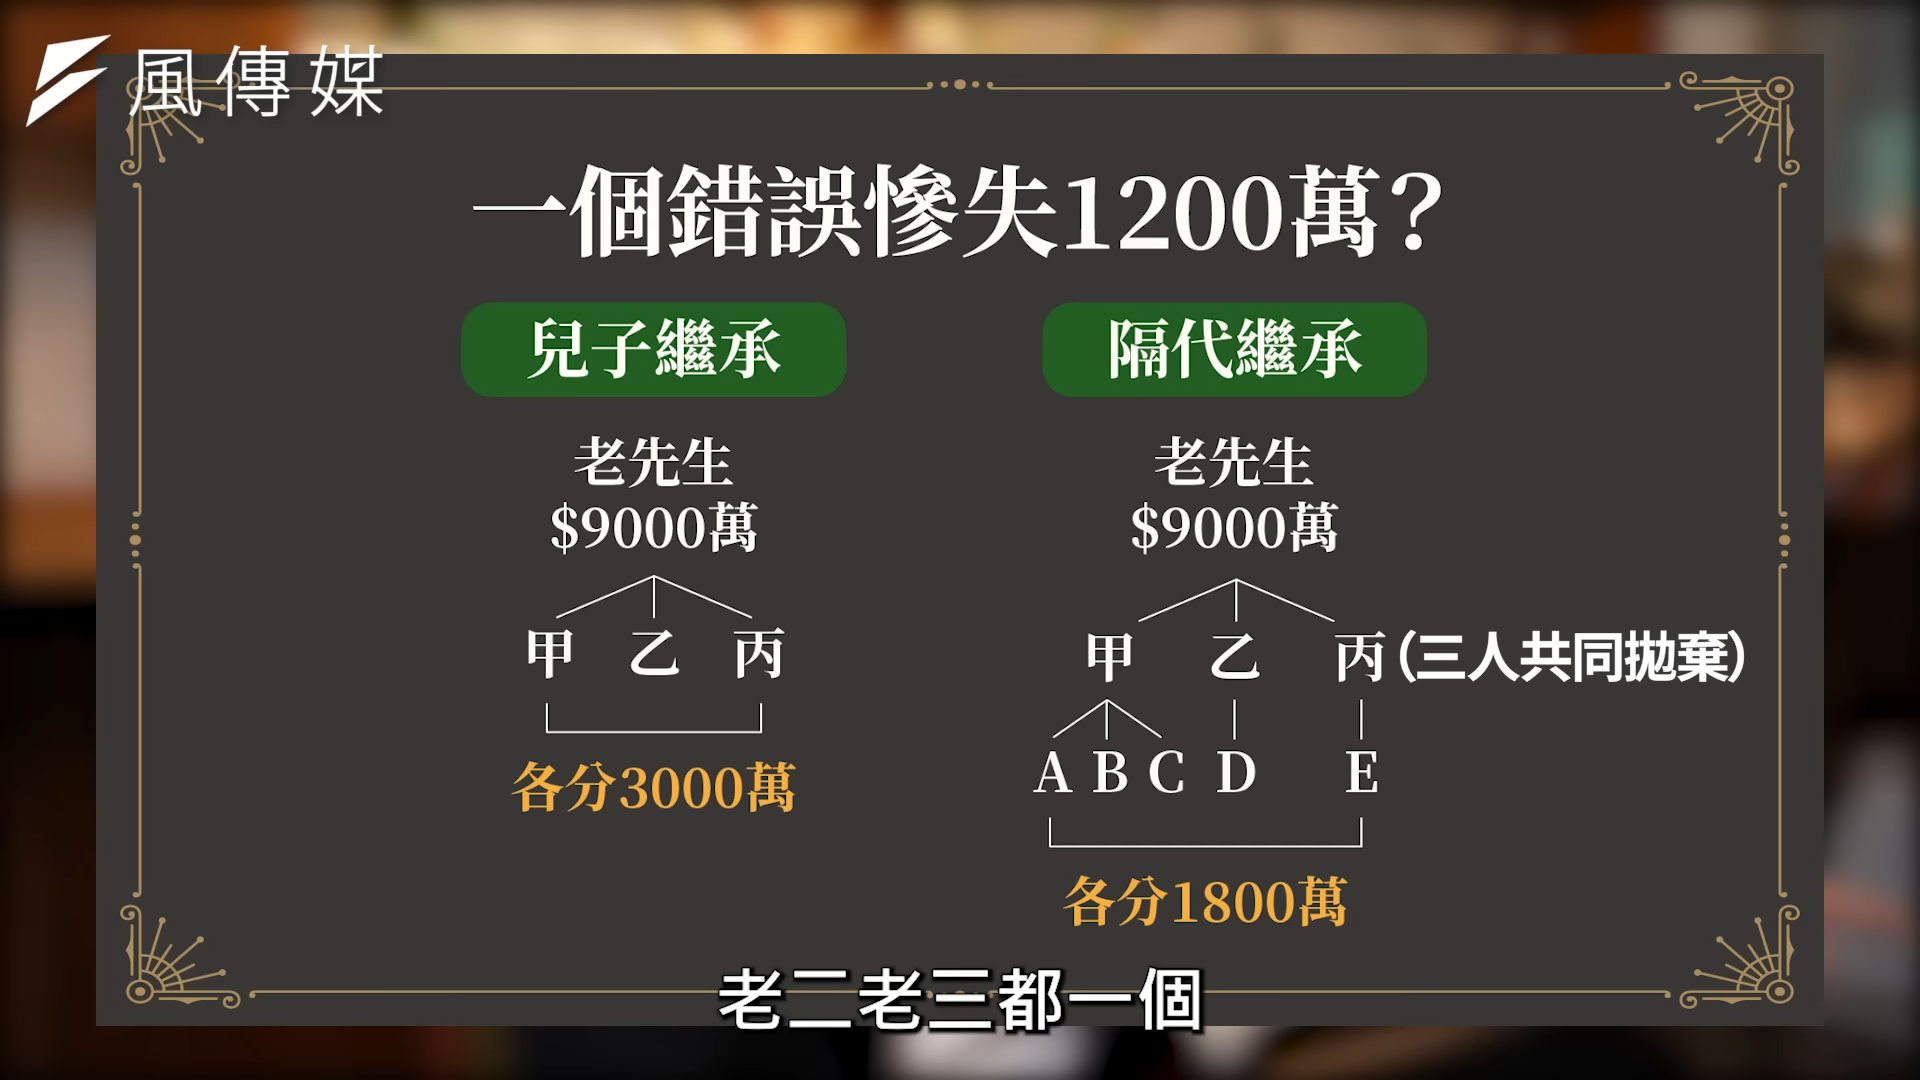 風傳媒
一個錯誤慘失1200萬？
兒子繼承
隔代繼承
老先生
$9000萬
甲 乙 丙
各分3000萬
老先生
$9000萬
甲 乙 丙（三人共同拋棄）
A B C D E
各分1800萬
老二老三都一個